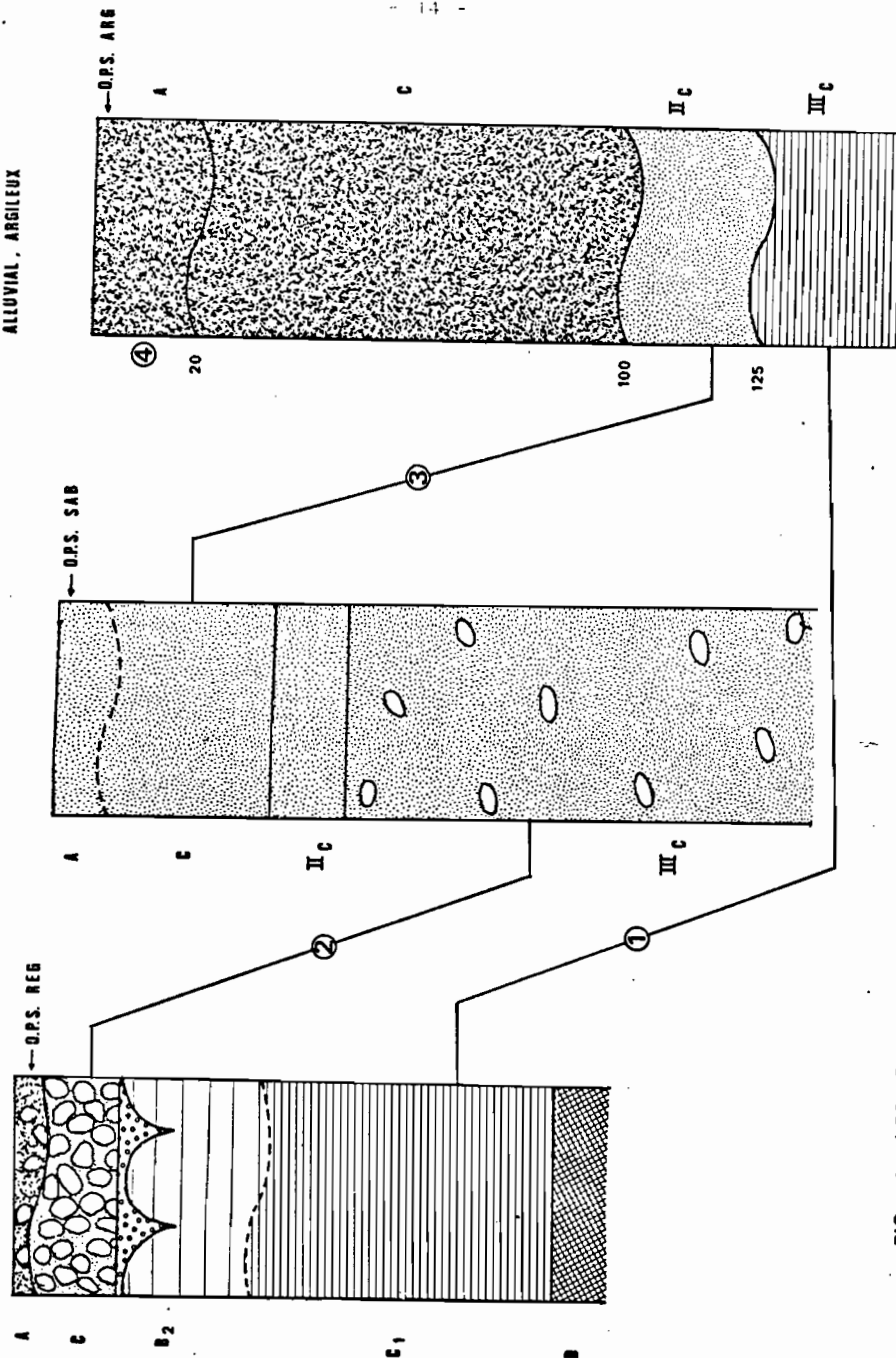 - 14 -
ALLUVIAL, ARGILEUX
←O.P.S. ARG
A
C
II C
III C
④
20
100
125
③
←O.P.S. SAB
A
C
II C
III C
②
①
←O.P.S. REG
A
C
B2
C1